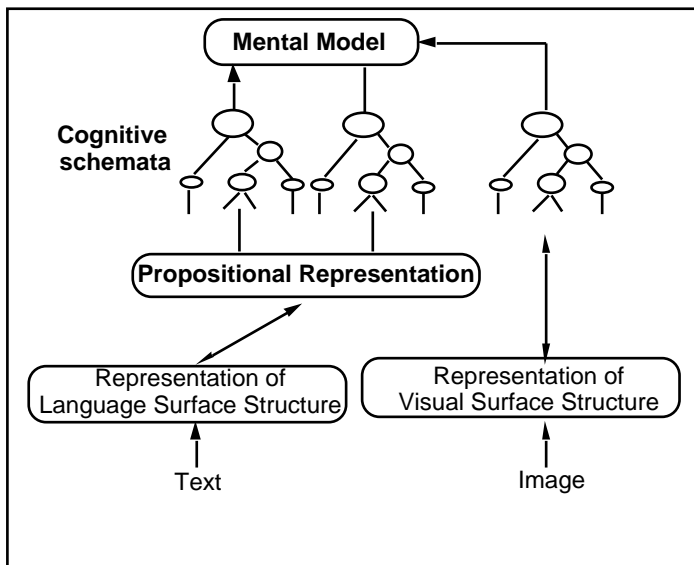 Mental Model
Cognitive
schemata
Propositional Representation
Representation of
Language Surface Structure
Representation of
Visual Surface Structure
Text
Image